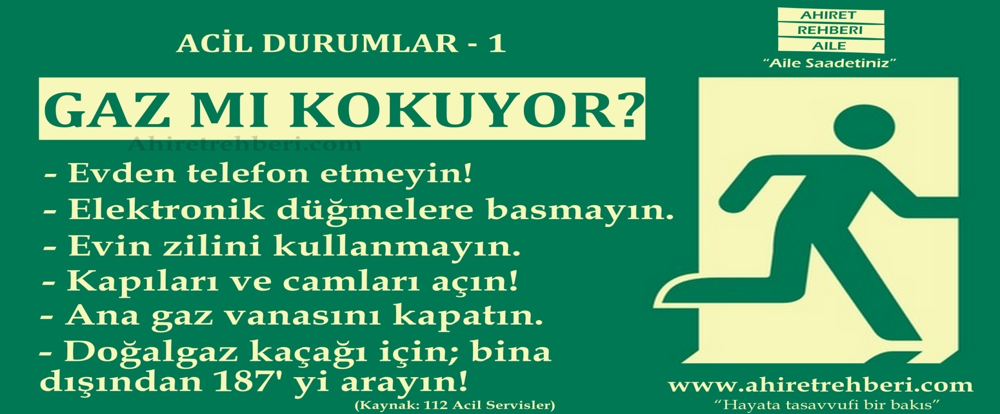 ACİL DURUMLAR - 1
AHIRET
REHBERI
AILE
“Aile Saadetiniz”
GAZ MI KOKUYOR?
Ahiretrehberi.com
- Evden telefon etmeyin!
- Elektronik düğmelere basmayın.
- Evin zilini kullanmayın.
- Kapıları ve camları açın!
- Ana gaz vanasını kapatın.
- Doğalgaz kaçağı için; bina
dışından 187' yi arayın!
(Kaynak: 112 Acil Servisler)
www.ahiretrehberi.com
“Hayata tasavvufi bir bakıs”